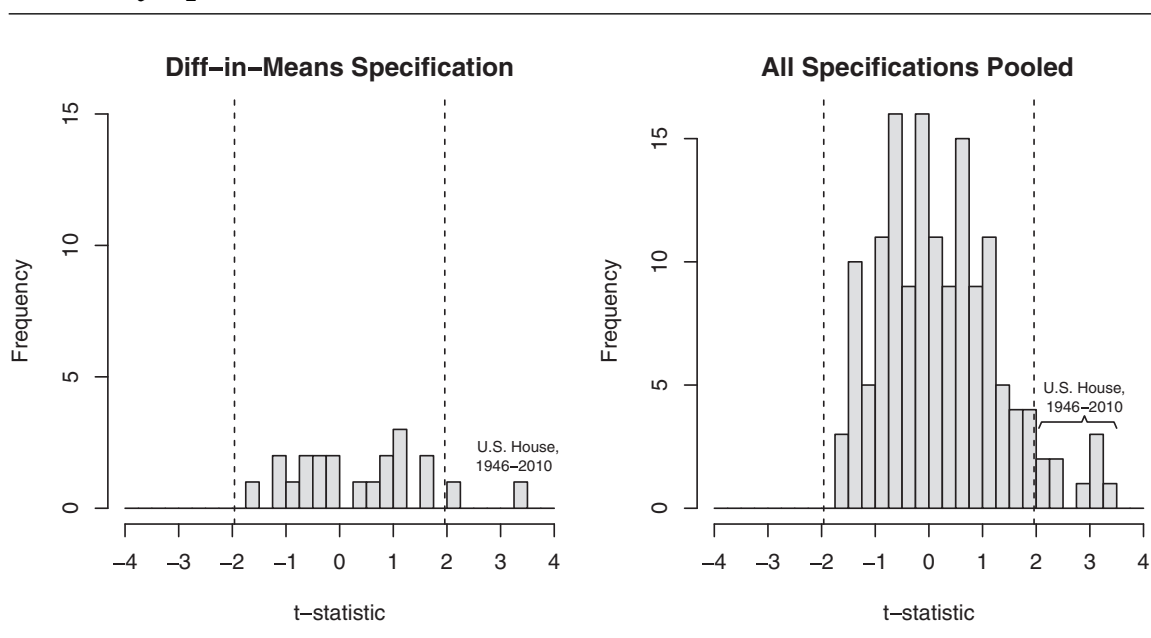 Diff–in–Means Specification
15
10
5
0
Frequency
U.S. House,
1946–2010
–4 –3 –2 –1 0 1 2 3 4
t–statistic
All Specifications Pooled
15
10
5
0
Frequency
U.S. House,
1946–2010
–4 –3 –2 –1 0 1 2 3 4
t–statistic